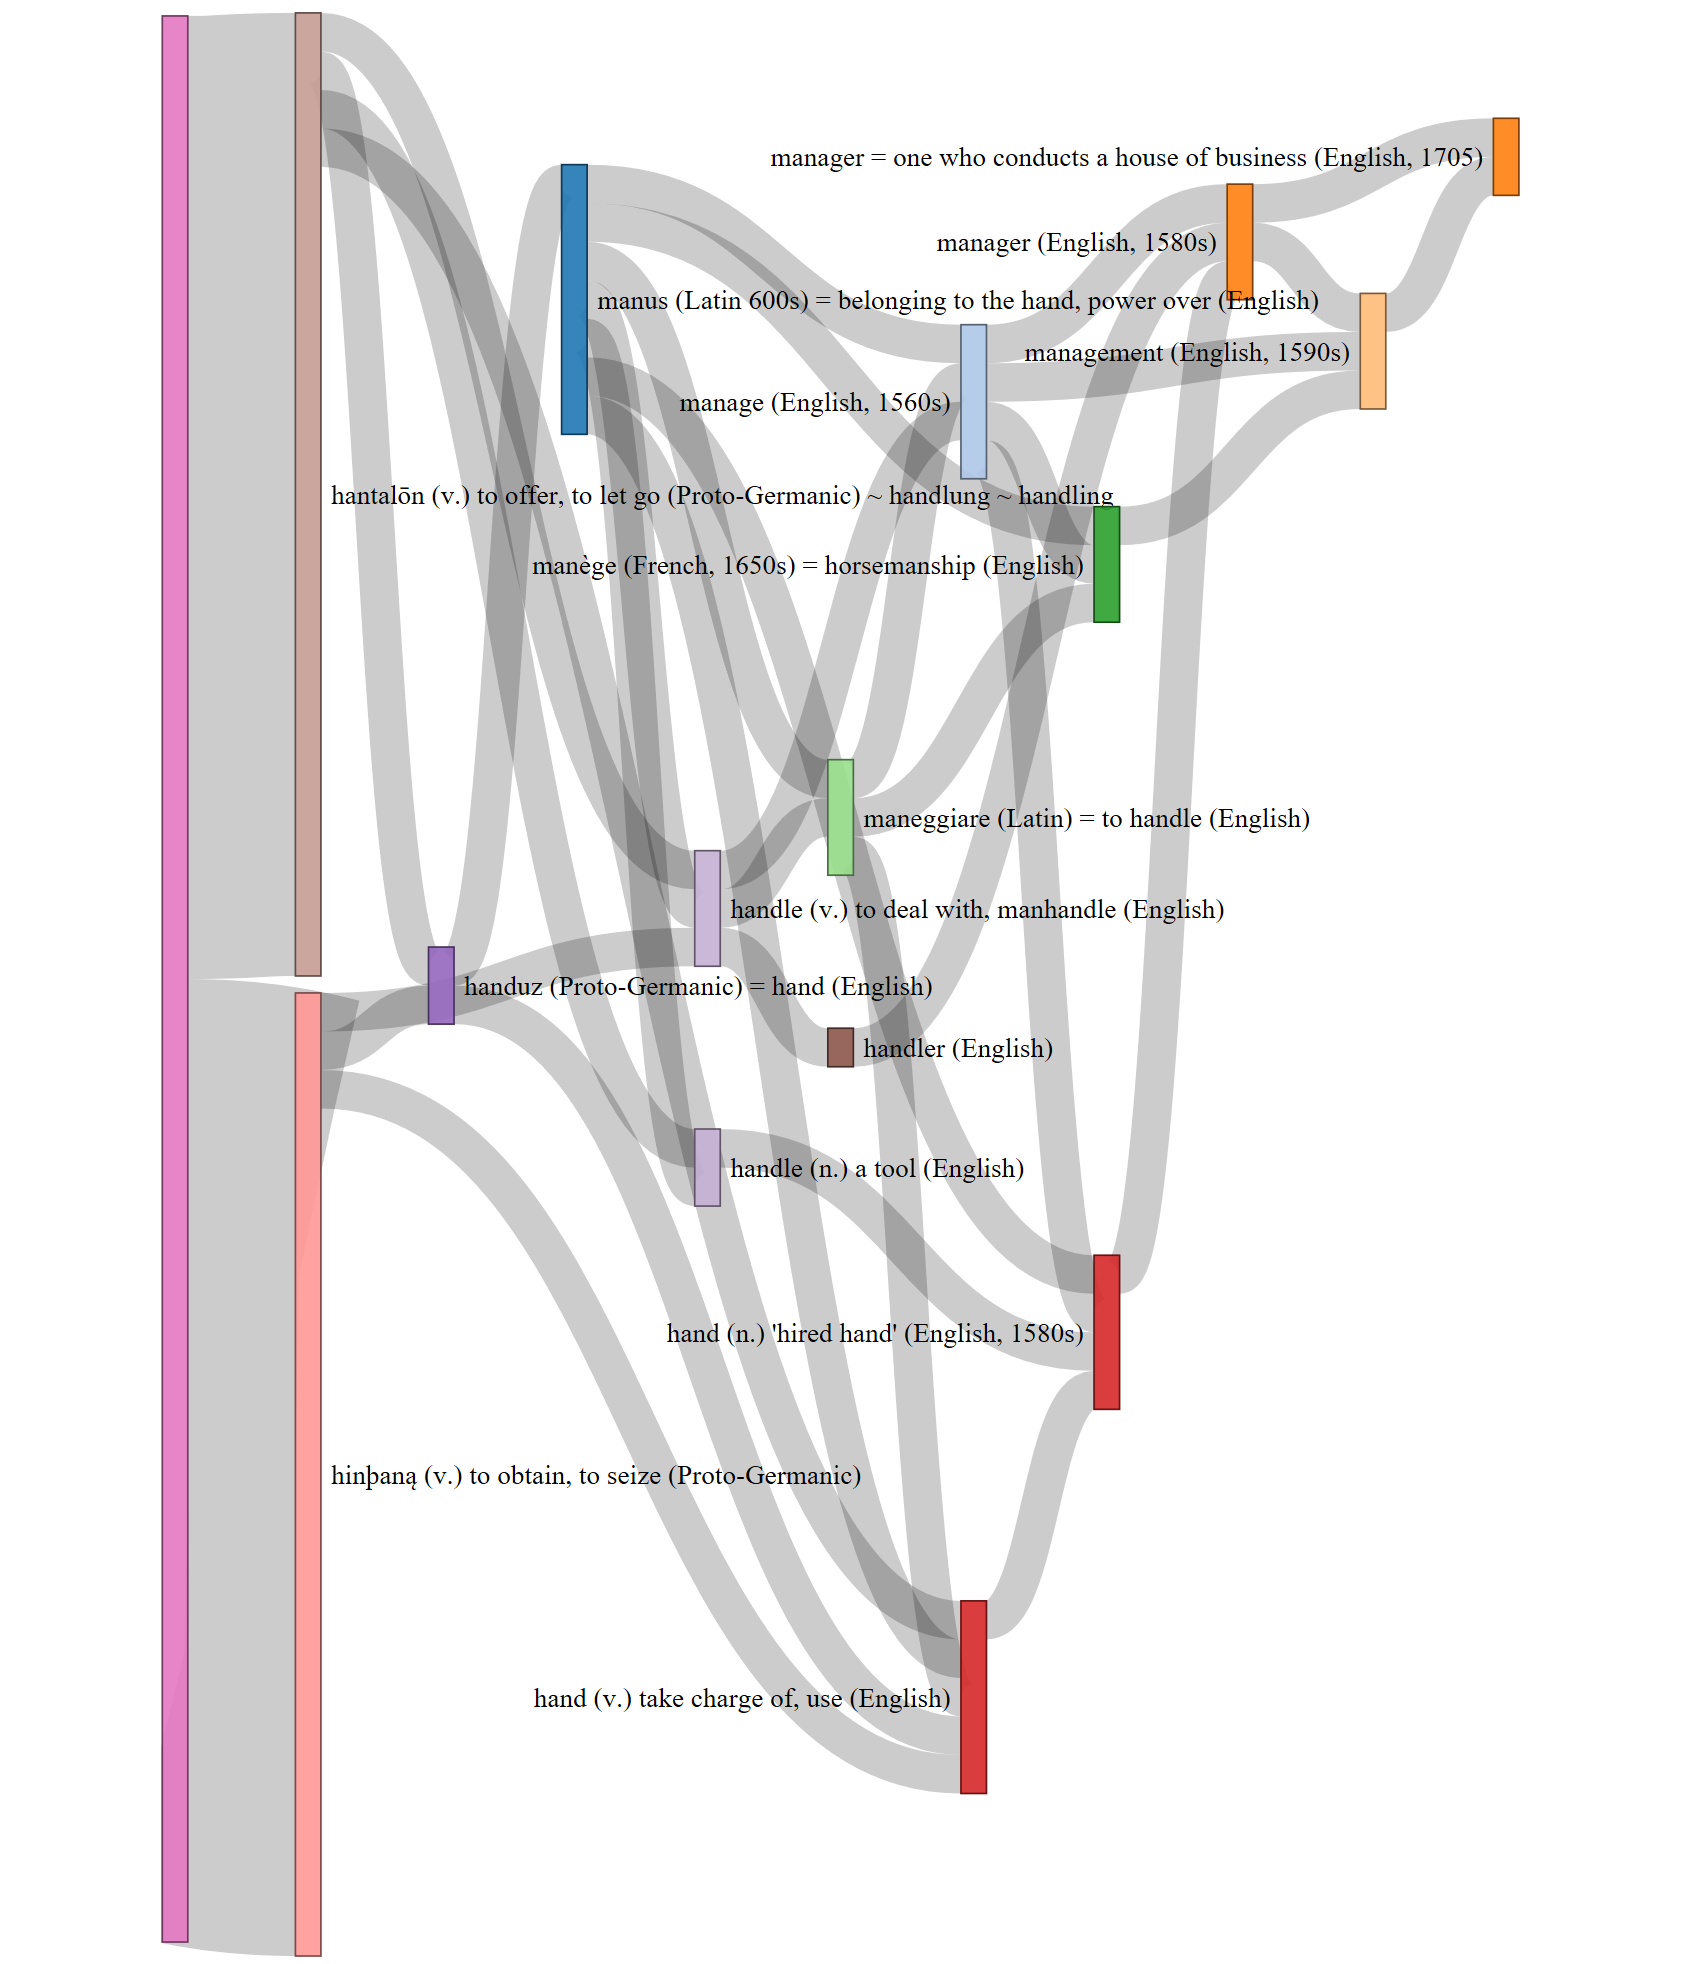 manager = one who conducts a house of business (English, 1705)
manager (English, 1580s)
manus (Latin 600s) = belonging to the hand, power over (English)
management (English, 1590s)
manage (English, 1560s)
hantalōn (v.) to offer, to let go (Proto-Germanic) ~ handlung ~ handling
manège (French, 1650s) = horsemanship (English)
maneggiare (Latin) = to handle (English)
handle (v.) to deal with, manhandle (English)
handuz (Proto-Germanic) = hand (English)
handler (English)
handle (n.) a tool (English)
hand (n.) 'hired hand' (English, 1580s)
hinþaną (v.) to obtain, to seize (Proto-Germanic)
hand (v.) take charge of, use (English)